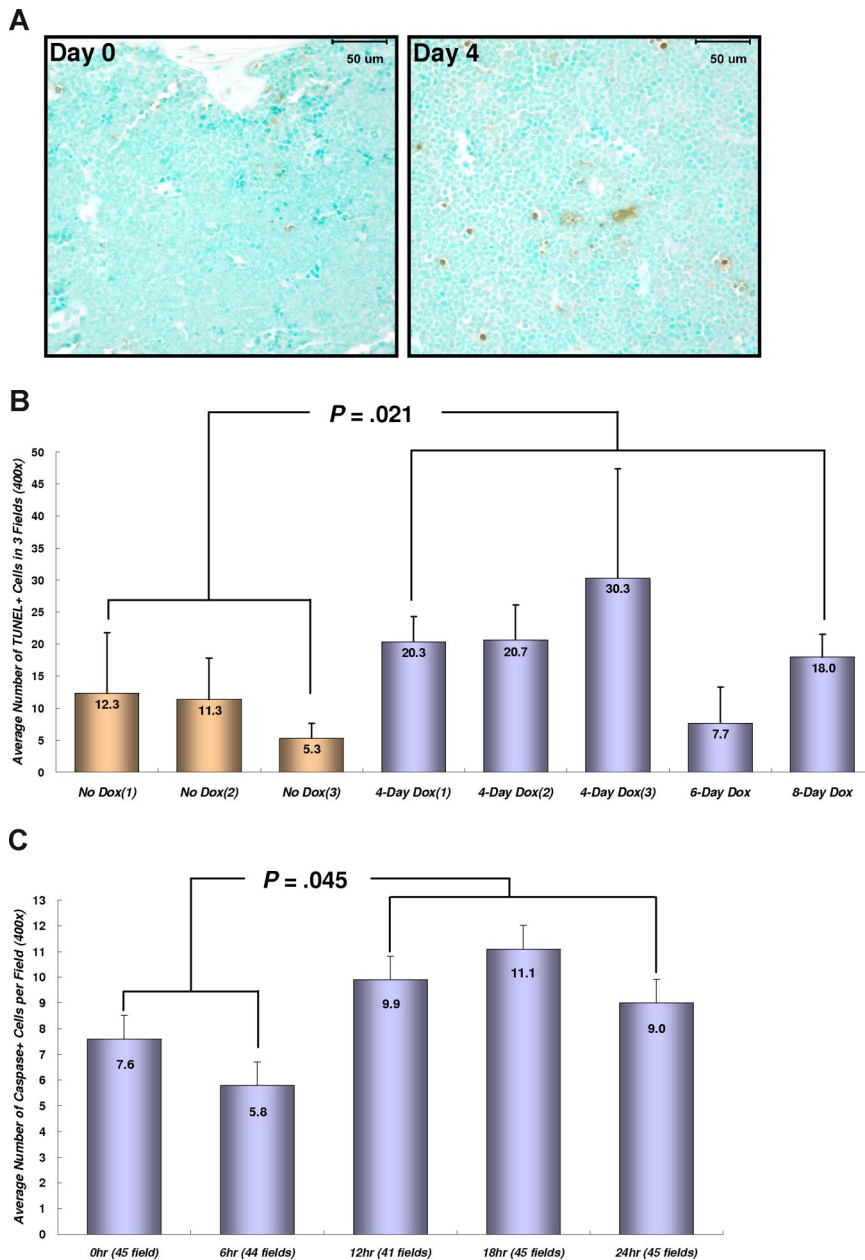 A
Day 0
50 um
Day 4
50 um
B
P = .021
Average Number of TUNEL+ Cells in 3 Fields (400x)
50
45
40
35
30
25
20
15
10
5
0
12.3
11.3
5.3
20.3
20.7
30.3
7.7
18.0
No Dox(1)
No Dox(2)
No Dox(3)
4-Day Dox(1)
4-Day Dox(2)
4-Day Dox(3)
6-Day Dox
8-Day Dox
C
P = .045
Average Number of Caspase+ Cells per Field (400x)
13
12
11
10
9
8
7
6
5
4
3
2
1
0
7.6
5.8
9.9
11.1
9.0
0hr (45 field)
6hr (44 fields)
12hr (41 fields)
18hr (45 fields)
24hr (45 fields)